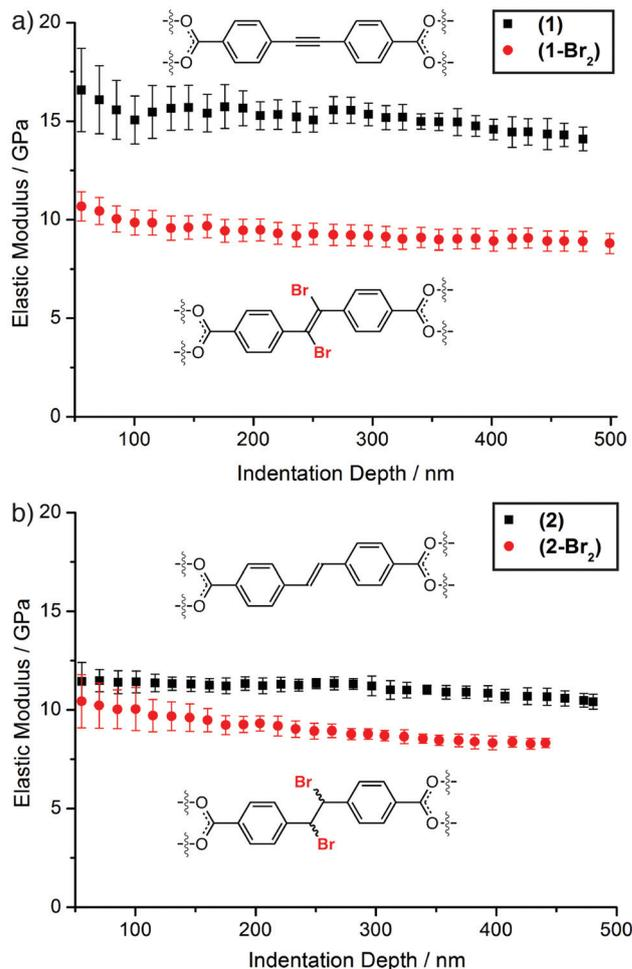 a)
(1)
(1-Br₂)
O
O
O
O
20
15
10
5
0
Elastic Modulus / GPa
Br
Br
O
O
O
O
100
200
300
400
500
Indentation Depth / nm
b)
(2)
(2-Br₂)
O
O
O
O
20
15
10
5
0
Elastic Modulus / GPa
Br
Br
O
O
O
O
100
200
300
400
500
Indentation Depth / nm